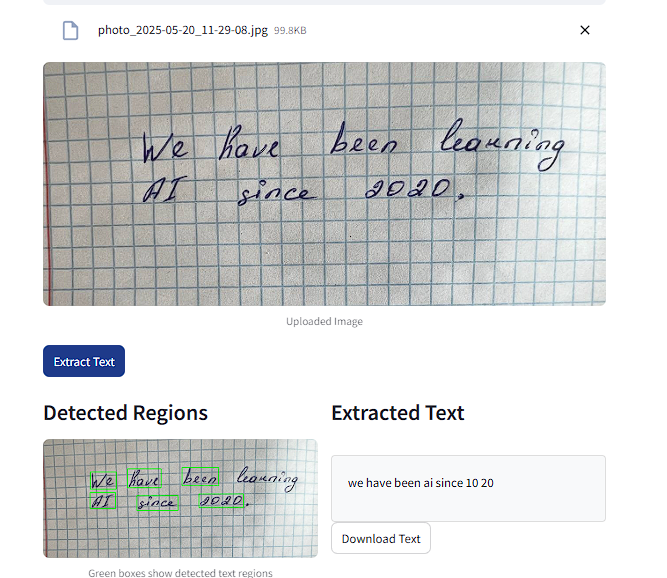 photo_2025-05-20_11-29-08.jpg 99.8KB
We have been learning
AI since 2020.
Uploaded Image
Extract Text
Detected Regions
Extracted Text
We have been learning
AI since 2020.
we have been ai since 10 20
Download Text
Green boxes show detected text regions